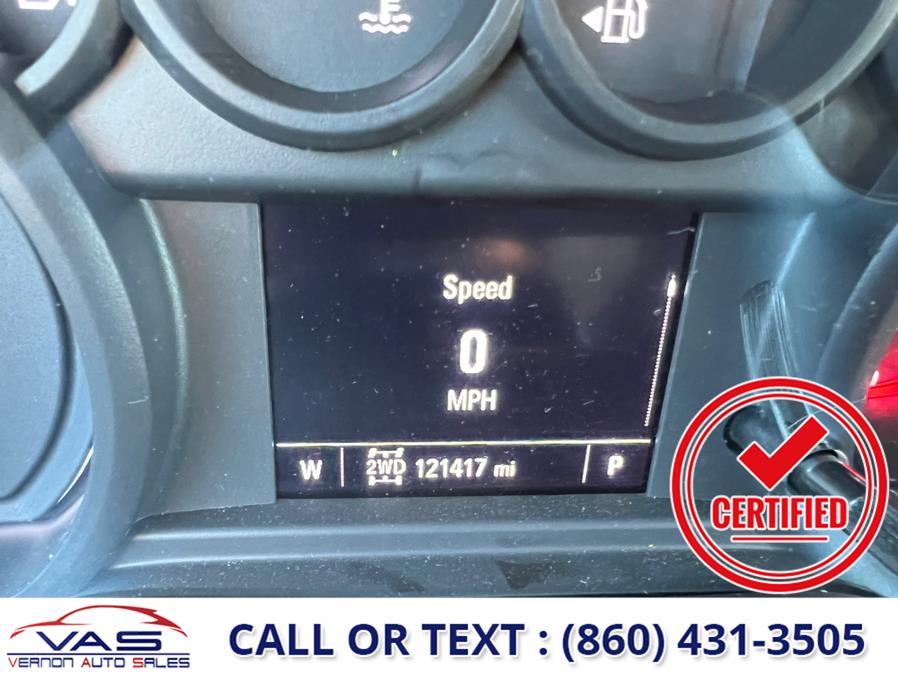 Speed
0
MPH
W 2WD 121417 mi P
CERTIFIED
VAS
VERNON AUTO SALES
CALL OR TEXT : (860) 431-3505